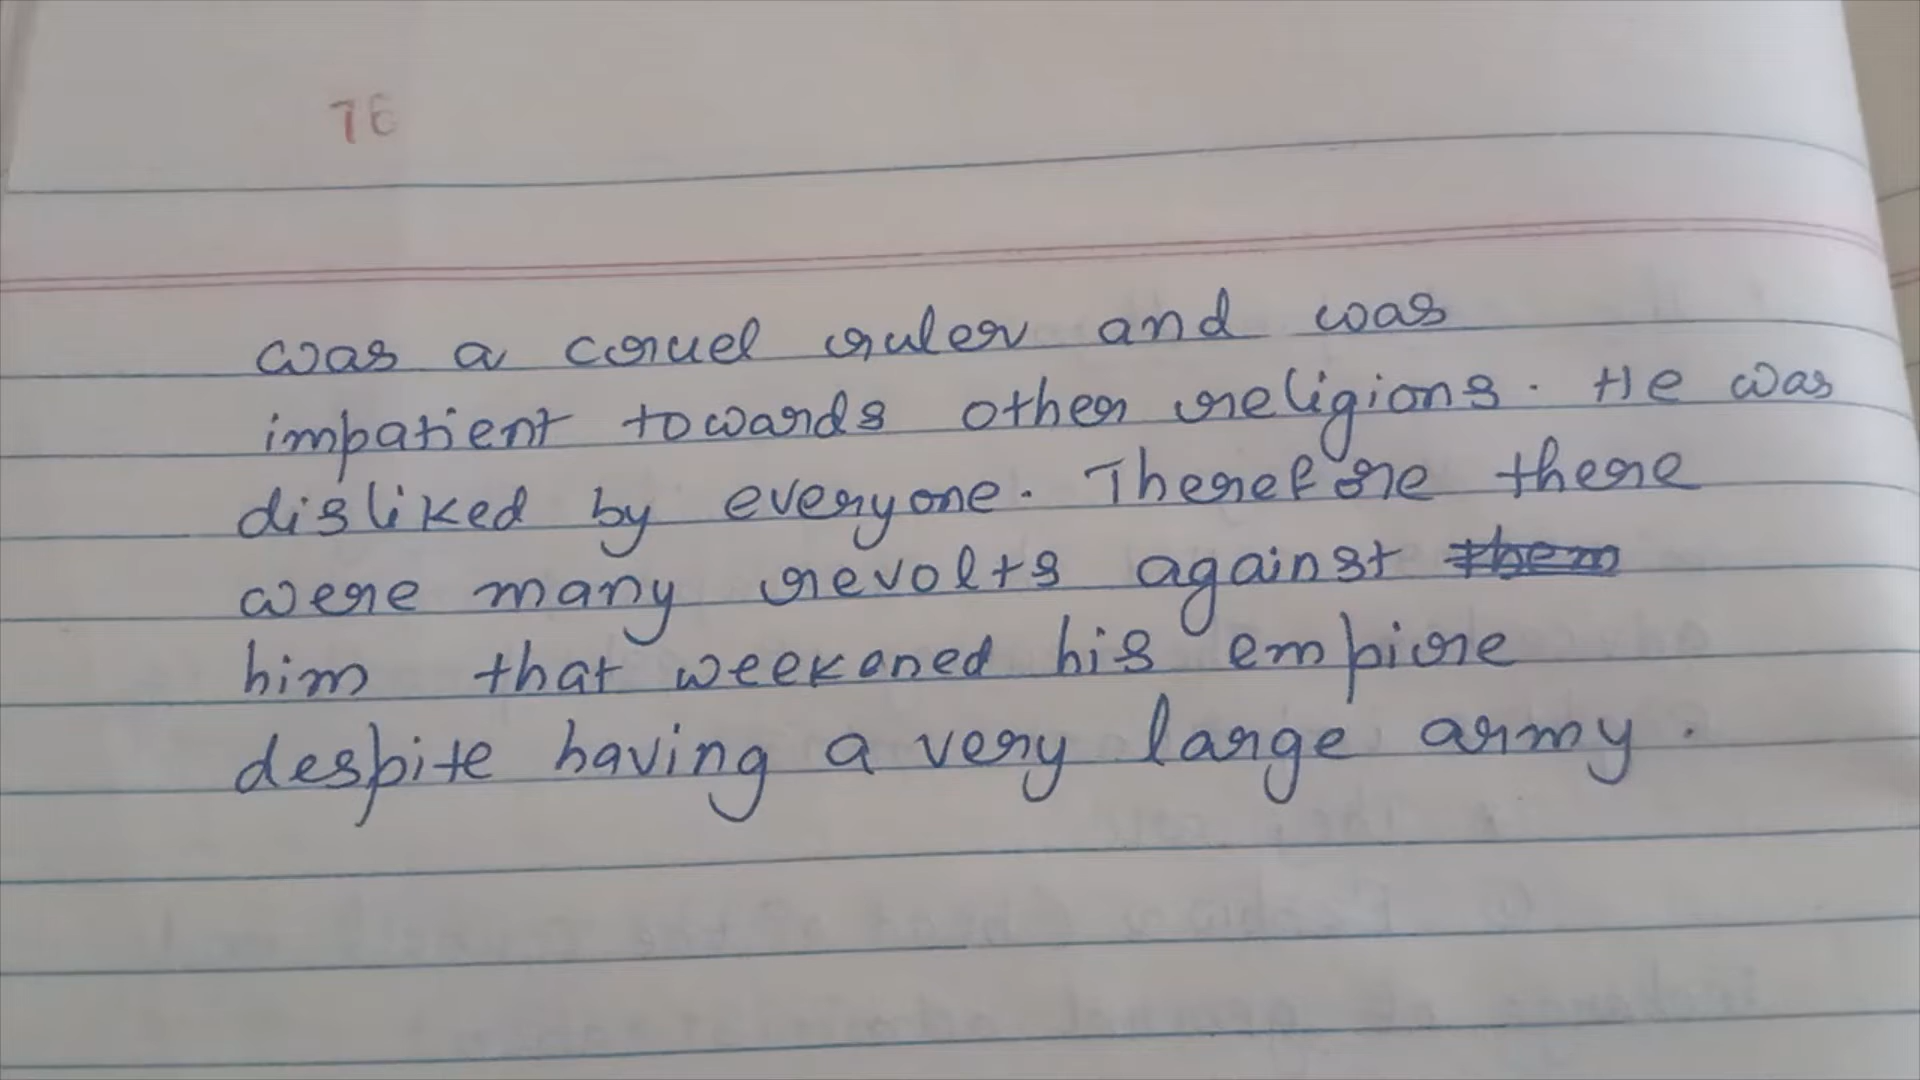 76
was a cruel ruler and was
impatient towards other religions. He was
disliked by everyone. Therefore there
were many revolts against ~~them~~
him that weekened his empire
despite having a very large army.